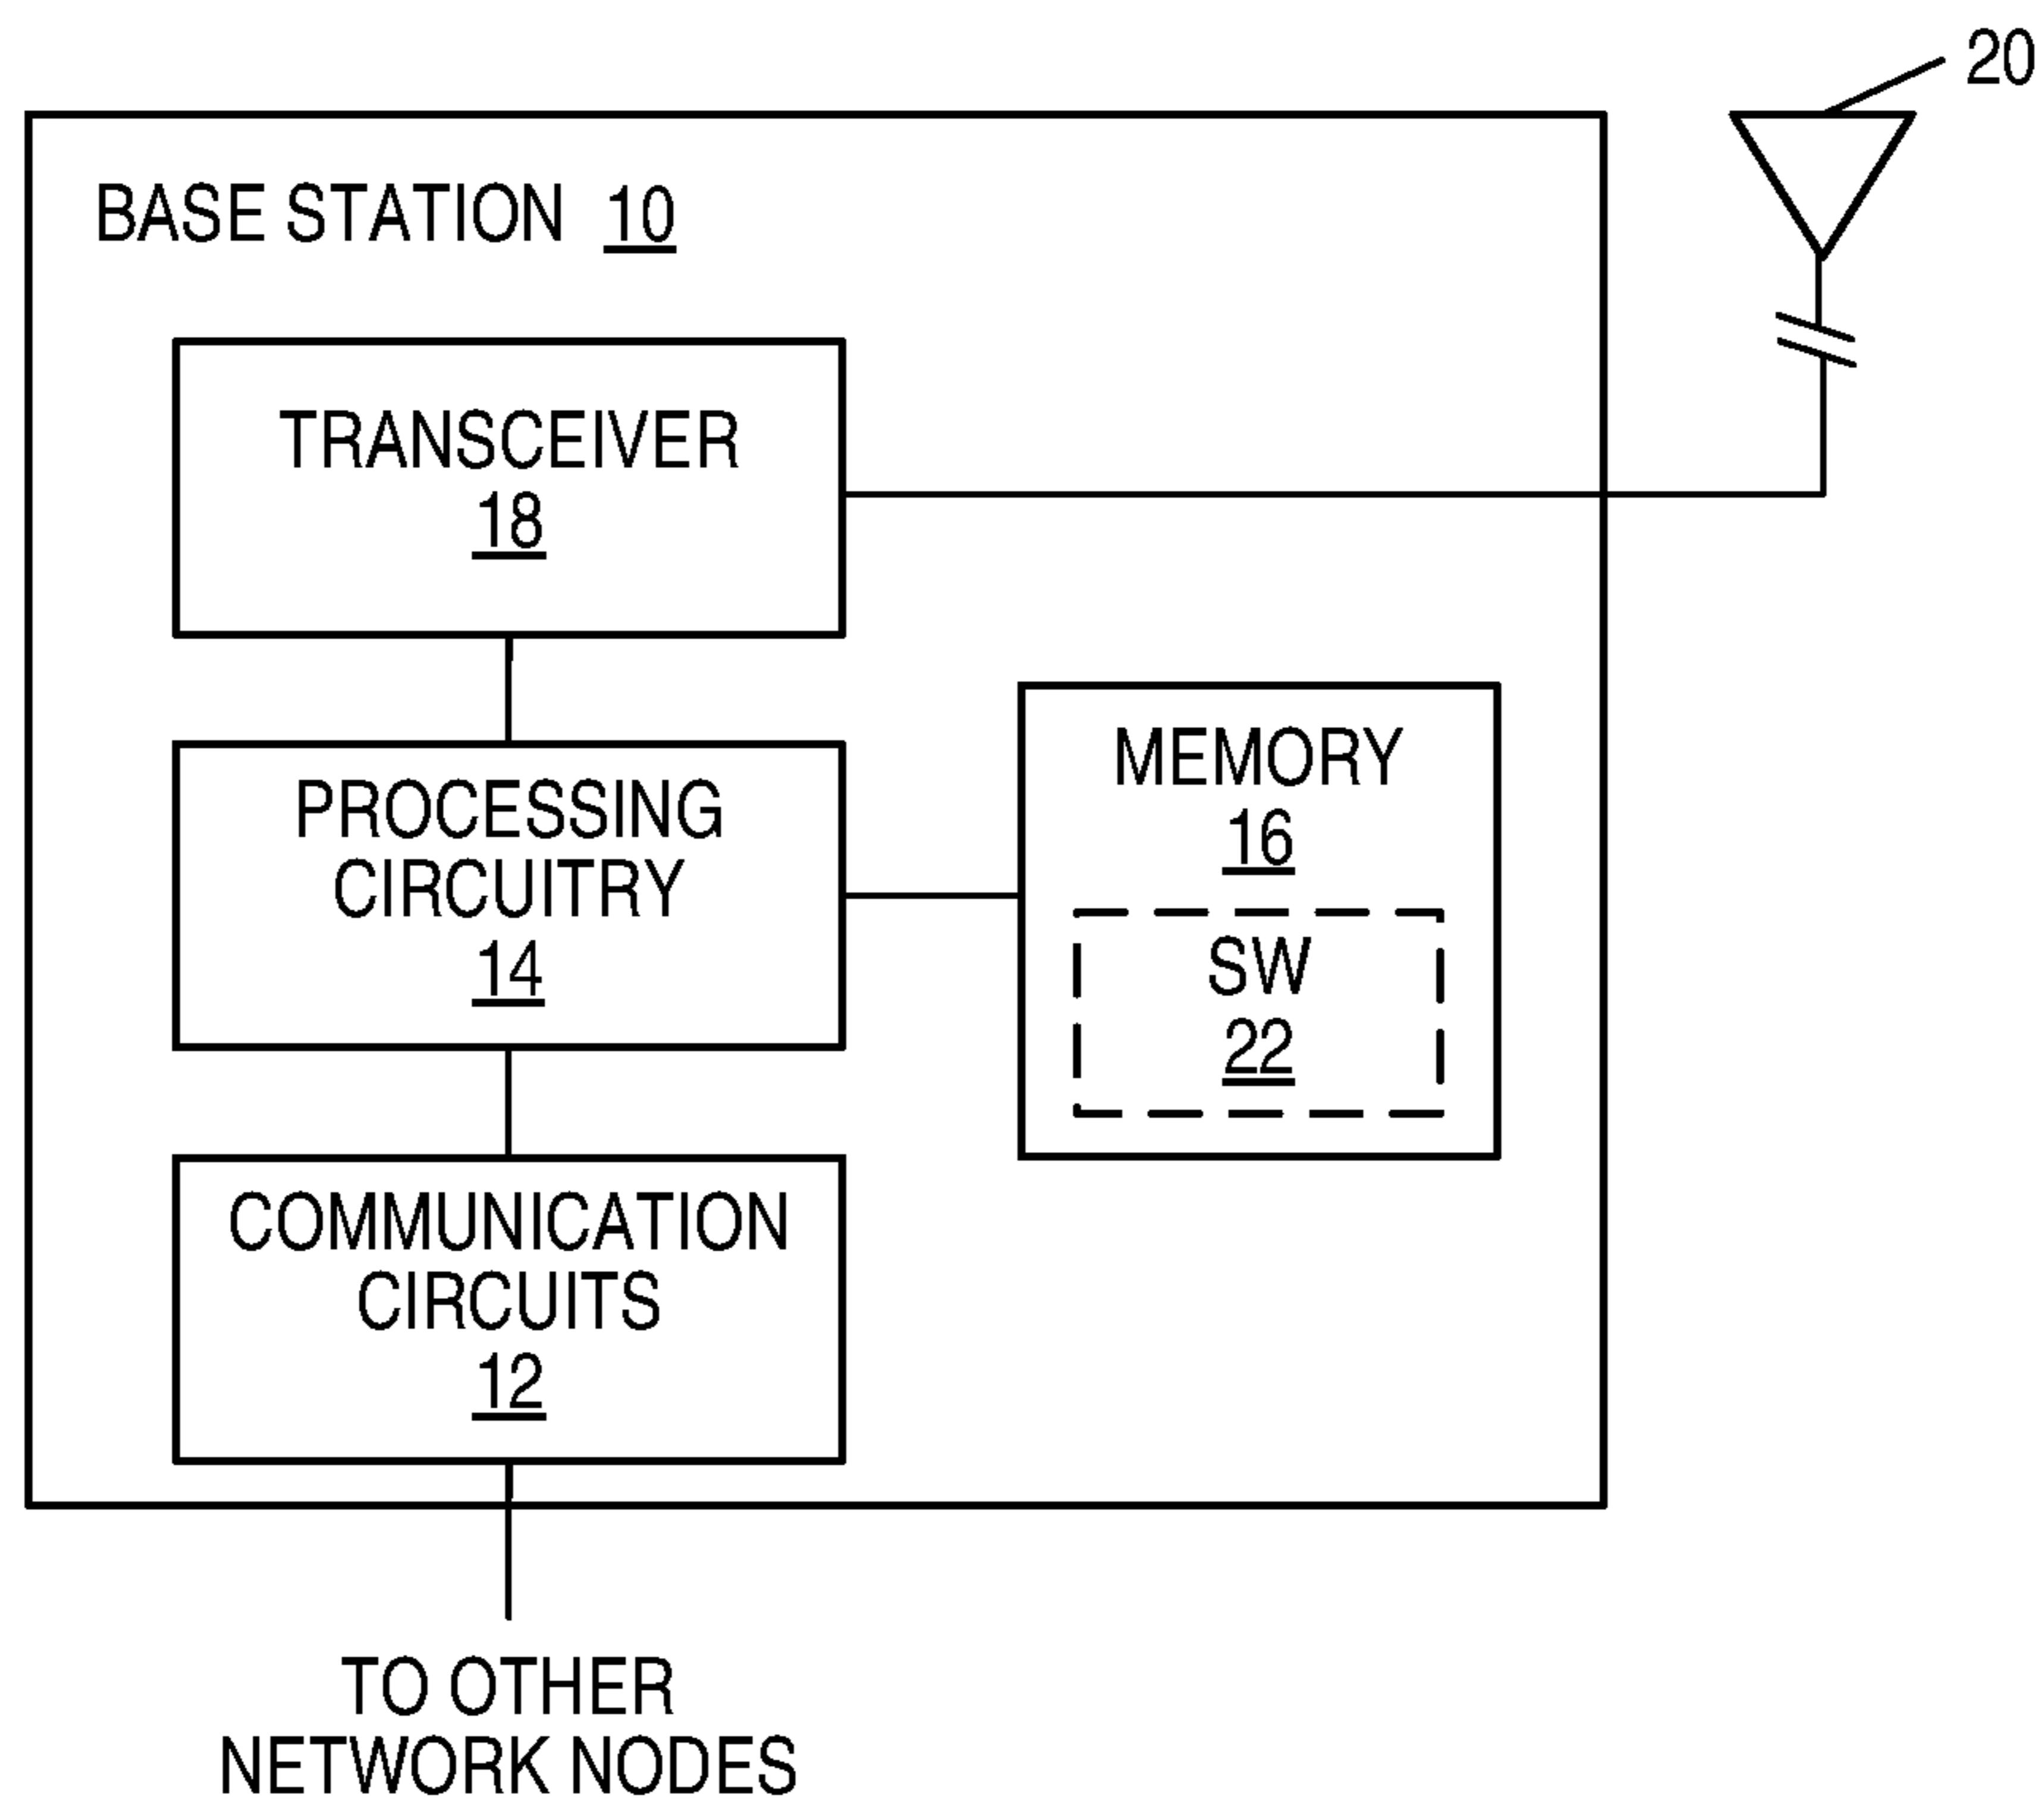 20
BASE STATION 10
TRANSCEIVER
18
PROCESSING
CIRCUITRY
14
MEMORY
16
SW
22
COMMUNICATION
CIRCUITS
12
TO OTHER
NETWORK NODES